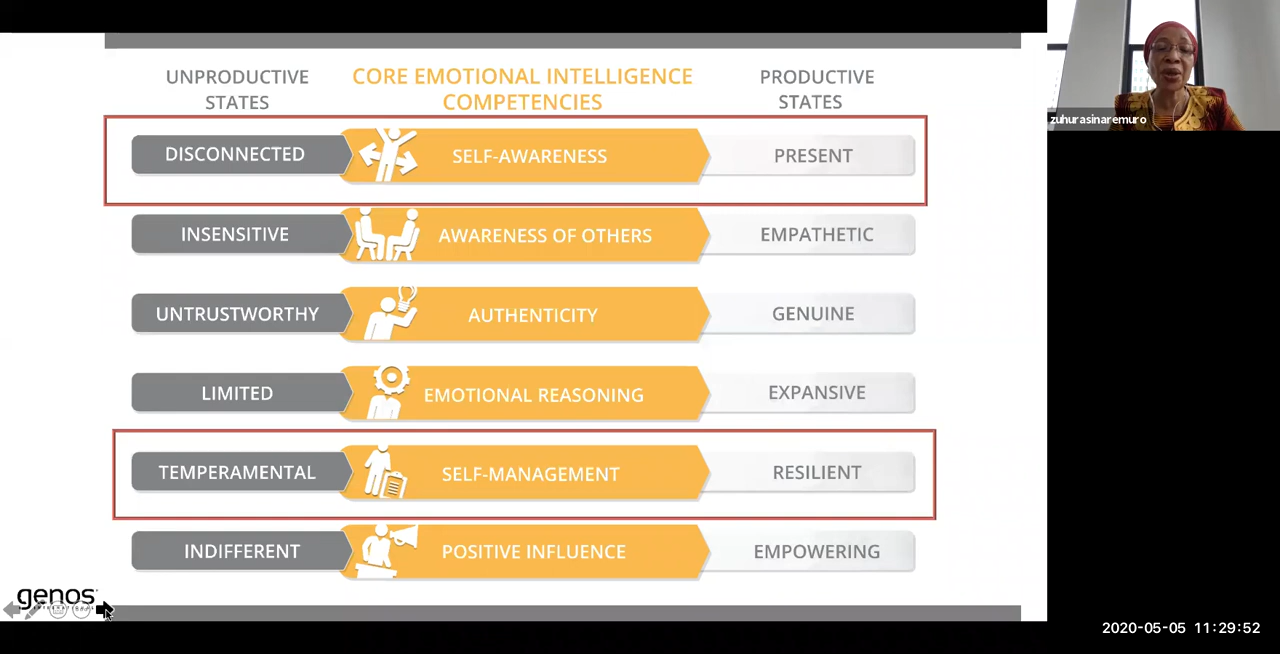 UNPRODUCTIVE
STATES
CORE EMOTIONAL INTELLIGENCE
COMPETENCIES
PRODUCTIVE
STATES
DISCONNECTED
SELF-AWARENESS
PRESENT
INSENSITIVE
AWARENESS OF OTHERS
EMPATHETIC
UNTRUSTWORTHY
AUTHENTICITY
GENUINE
LIMITED
EMOTIONAL REASONING
EXPANSIVE
TEMPERAMENTAL
SELF-MANAGEMENT
RESILIENT
INDIFFERENT
POSITIVE INFLUENCE
EMPOWERING
genos
zuhurasinaremuro
2020-05-05 11:29:52